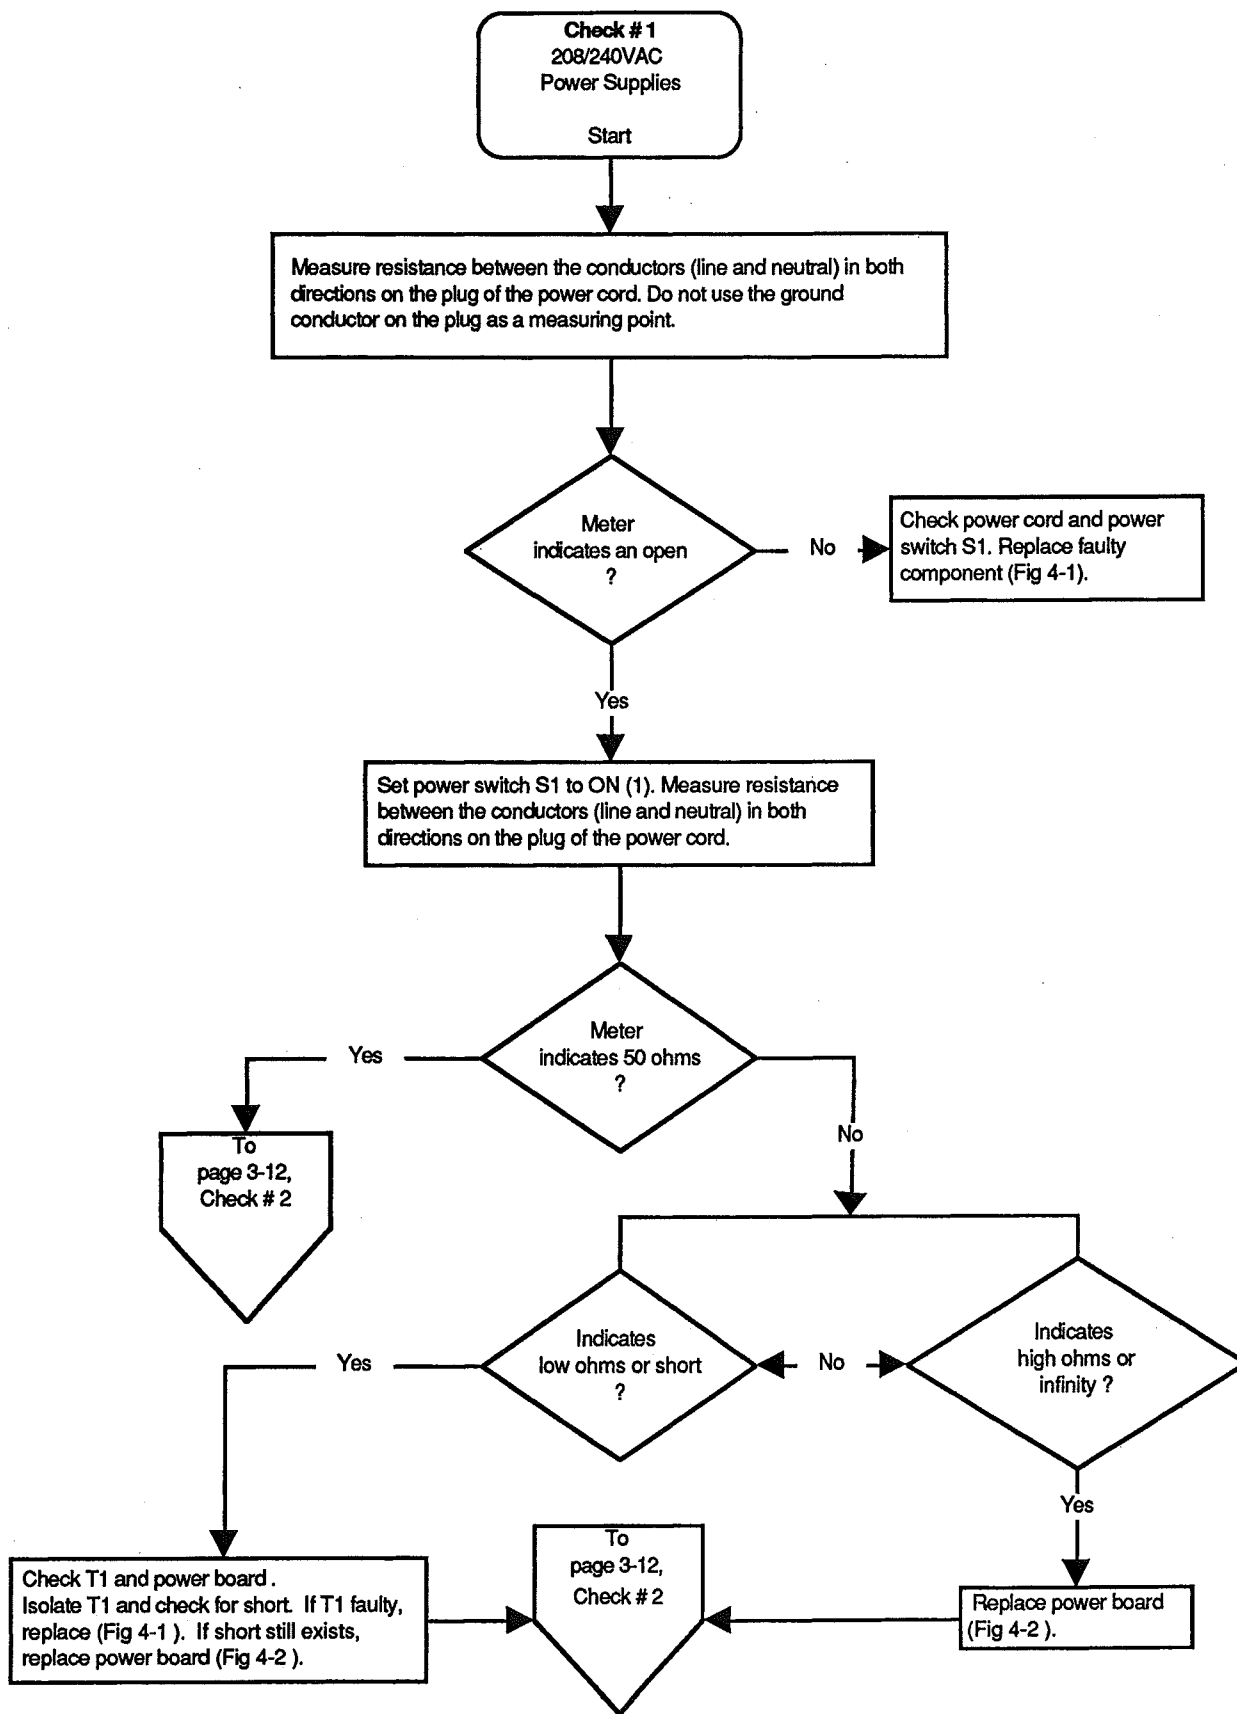 Check # 1
208/240VAC
Power Supplies
Start
Measure resistance between the conductors (line and neutral) in both
directions on the plug of the power cord. Do not use the ground
conductor on the plug as a measuring point.
Meter
indicates an open
?
No
Check power cord and power
switch S1. Replace faulty
component (Fig 4-1).
Yes
Set power switch S1 to ON (1). Measure resistance
between the conductors (line and neutral) in both
directions on the plug of the power cord.
Meter
indicates 50 ohms
?
Yes
No
To
page 3-12,
Check # 2
Indicates
low ohms or short
?
Yes
No
Indicates
high ohms or
infinity ?
Yes
Check T1 and power board .
Isolate T1 and check for short. If T1 faulty,
replace (Fig 4-1 ). If short still exists,
replace power board (Fig 4-2 ).
To
page 3-12,
Check # 2
Replace power board
(Fig 4-2 ).